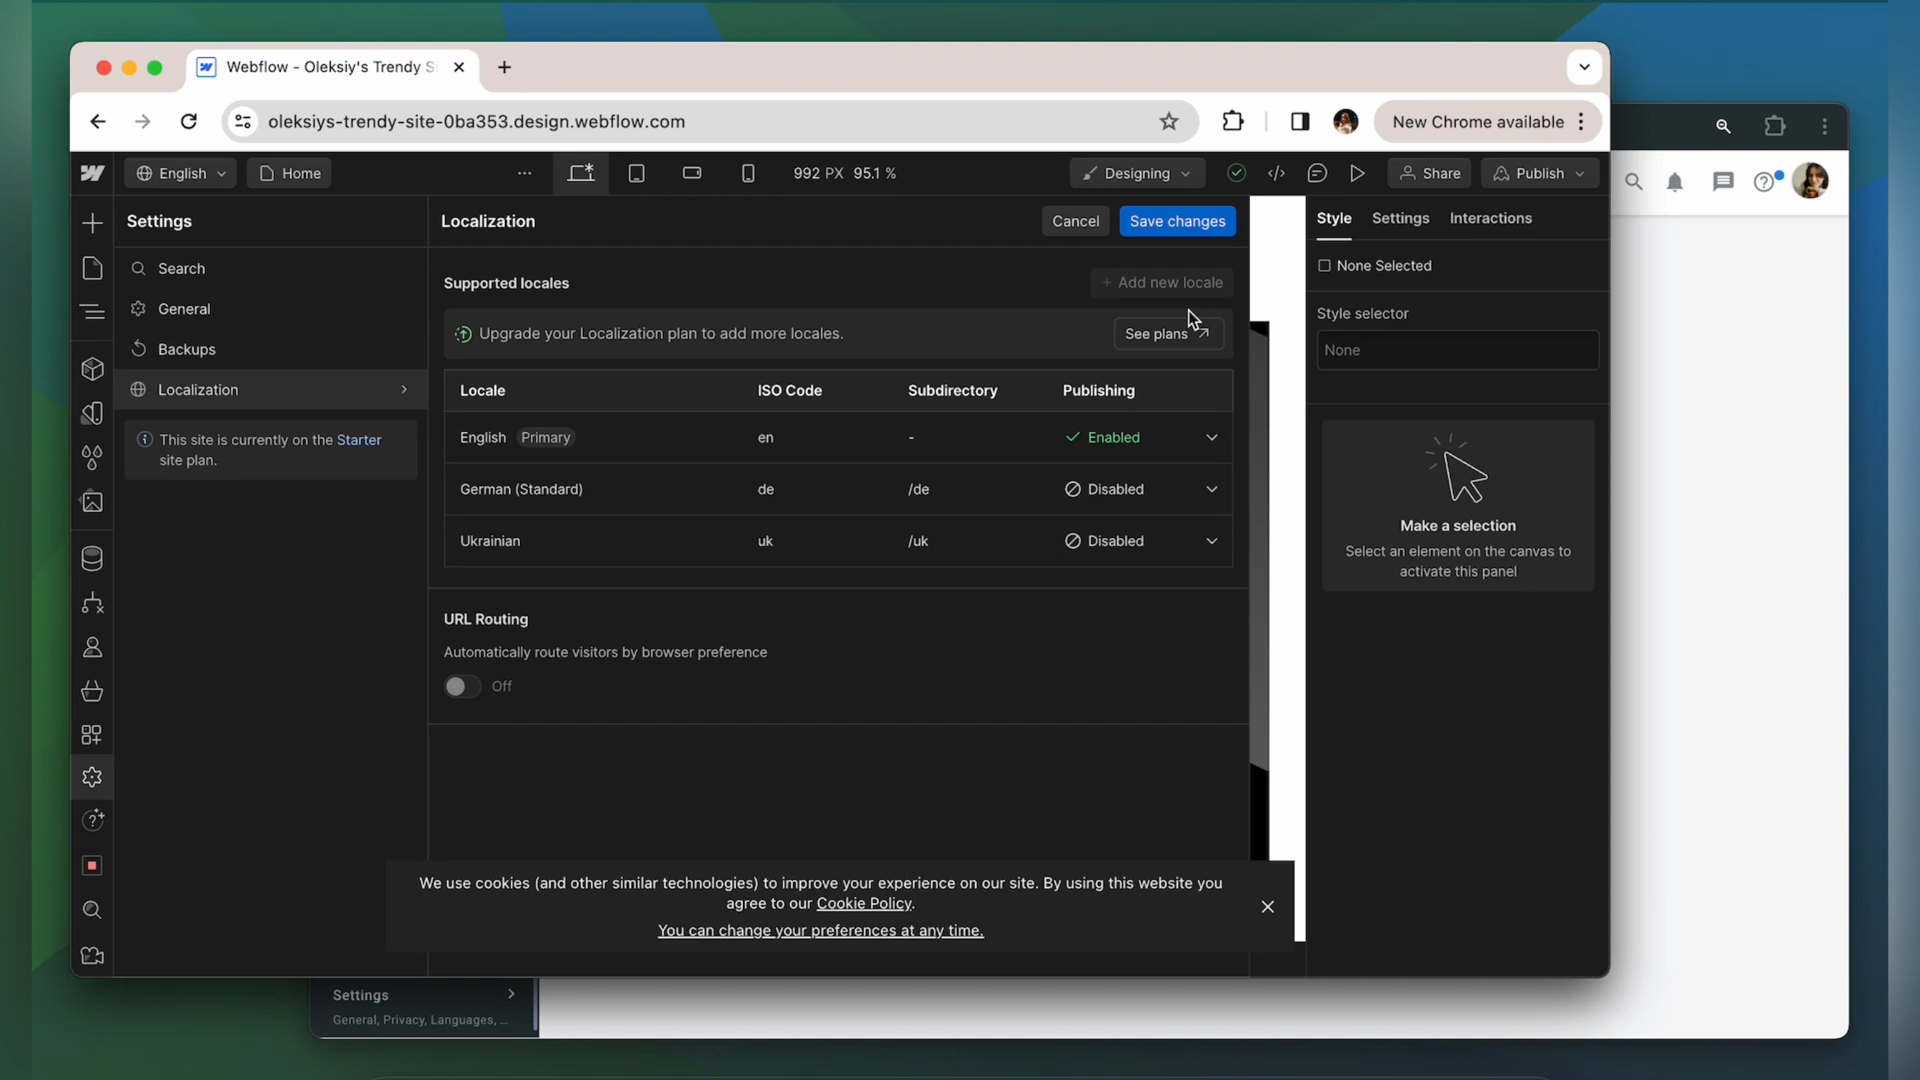 Webflow - Oleksiy's Trendy S
oleksiys-trendy-site-0ba353.design.webflow.com
New Chrome available
English
Home
992 PX 95.1 %
Designing
Share
Publish
Settings
Search
General
Backups
Localization
This site is currently on the Starter
site plan.
Localization
Cancel
Save changes
Supported locales
+ Add new locale
Upgrade your Localization plan to add more locales.
See plans
Locale ISO Code Subdirectory Publishing
English Primary en - Enabled
German (Standard) de /de Disabled
Ukrainian uk /uk Disabled
URL Routing
Automatically route visitors by browser preference
Off
Style Settings Interactions
None Selected
Style selector
None
Make a selection
Select an element on the canvas to
activate this panel
We use cookies (and other similar technologies) to improve your experience on our site. By using this website you
agree to our Cookie Policy.
You can change your preferences at any time.
Settings
General, Privacy, Languages, ...